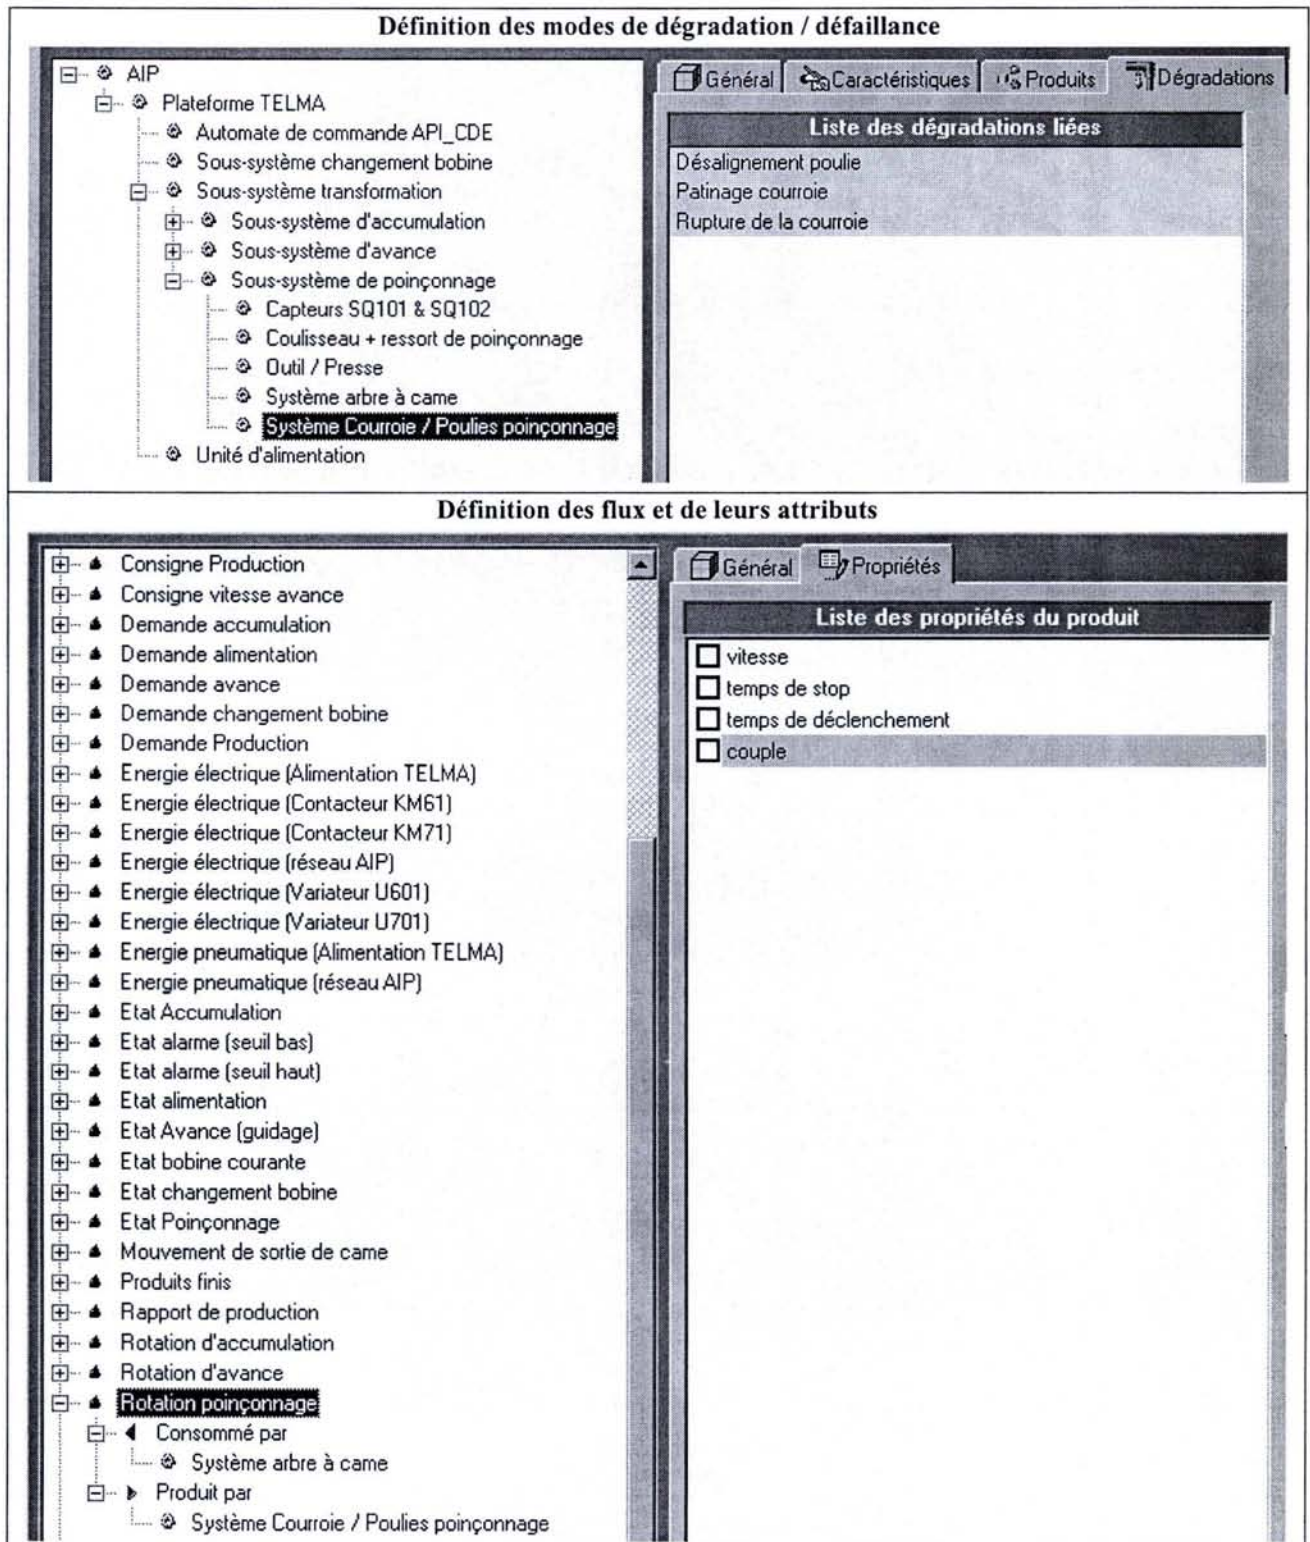 Définition des modes de dégradation / défaillance
AIP
Plateforme TELMA
Automate de commande API_CDE
Sous-système changement bobine
Sous-système transformation
Sous-système d'accumulation
Sous-système d'avance
Sous-système de poinçonnage
Capteurs SQ101 & SQ102
Coulisseau + ressort de poinçonnage
Outil / Presse
Système arbre à came
Système Courroie / Poulies poinçonnage
Unité d'alimentation
Général Caractéristiques Produits Dégradations
Liste des dégradations liées
Désalignement poulie
Patinage courroie
Rupture de la courroie
Définition des flux et de leurs attributs
Consigne Production
Consigne vitesse avance
Demande accumulation
Demande alimentation
Demande avance
Demande changement bobine
Demande Production
Energie électrique (Alimentation TELMA)
Energie électrique (Contacteur KM61)
Energie électrique (Contacteur KM71)
Energie électrique (réseau AIP)
Energie électrique (Variateur U601)
Energie électrique (Variateur U701)
Energie pneumatique (Alimentation TELMA)
Energie pneumatique (réseau AIP)
Etat Accumulation
Etat alarme (seuil bas)
Etat alarme (seuil haut)
Etat alimentation
Etat Avance (guidage)
Etat bobine courante
Etat changement bobine
Etat Poinçonnage
Mouvement de sortie de came
Produits finis
Rapport de production
Rotation d'accumulation
Rotation d'avance
Rotation poinçonnage
Consommé par
Système arbre à came
Produit par
Système Courroie / Poulies poinçonnage
Général Propriétés
Liste des propriétés du produit
vitesse
temps de stop
temps de déclenchement
couple